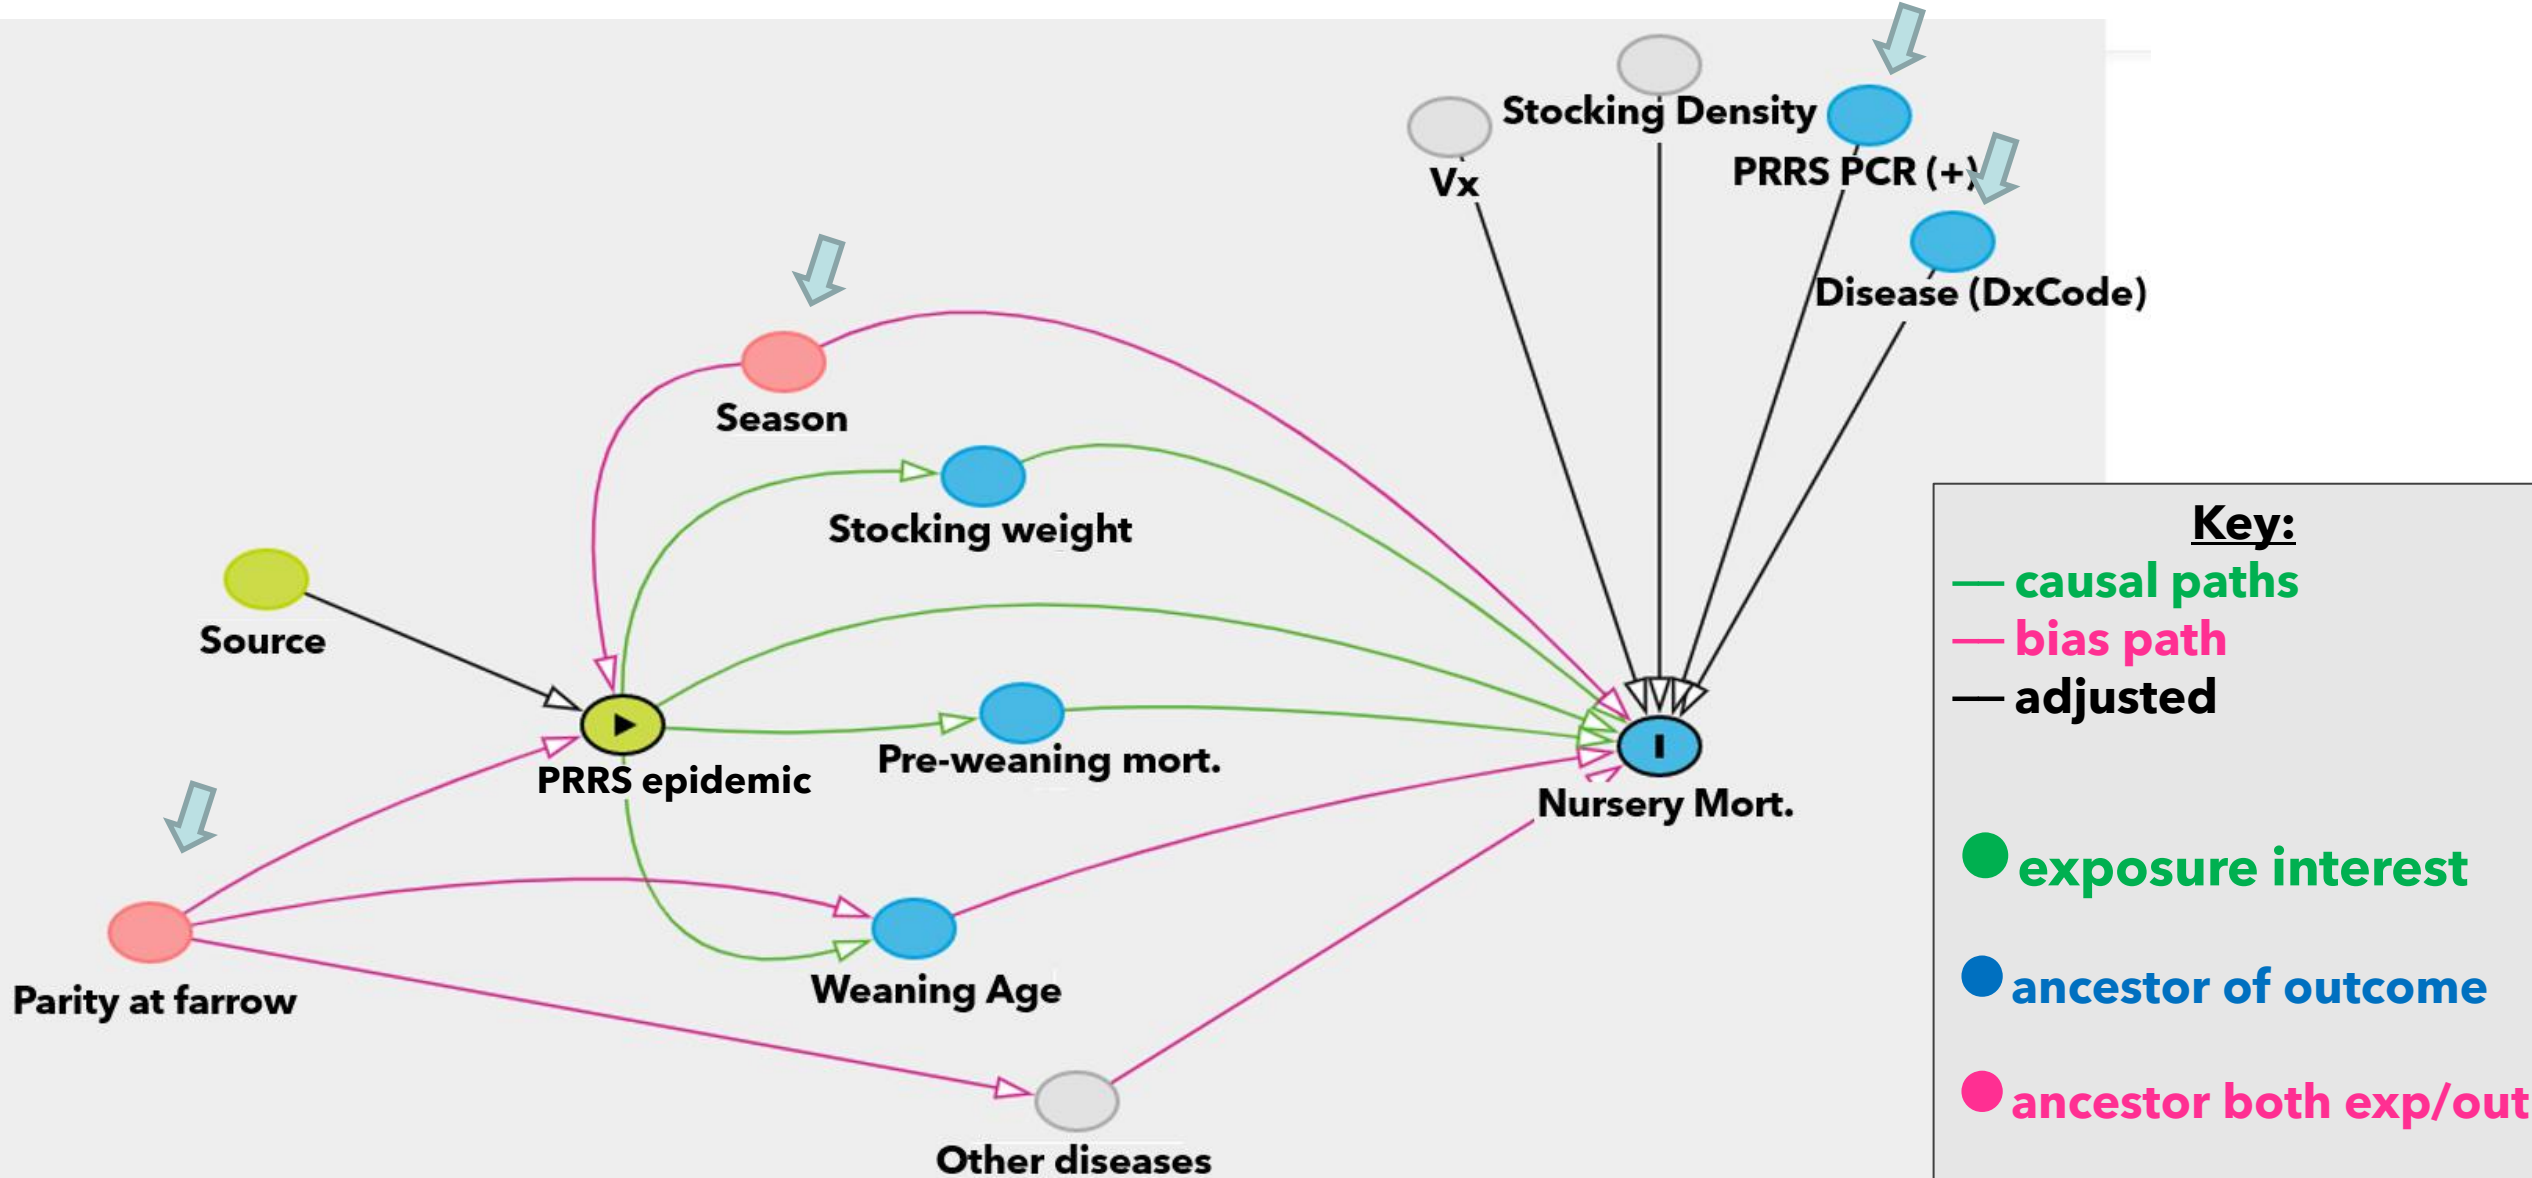 Stocking Density
Vx
PRRS PCR (+)
Disease (DxCode)
Season
Stocking weight
Source
PRRS epidemic
Pre-weaning mort.
Nursery Mort.
Weaning Age
Parity at farrow
Other diseases
Key:
— causal paths
— bias path
— adjusted
exposure interest
ancestor of outcome
ancestor both exp/out